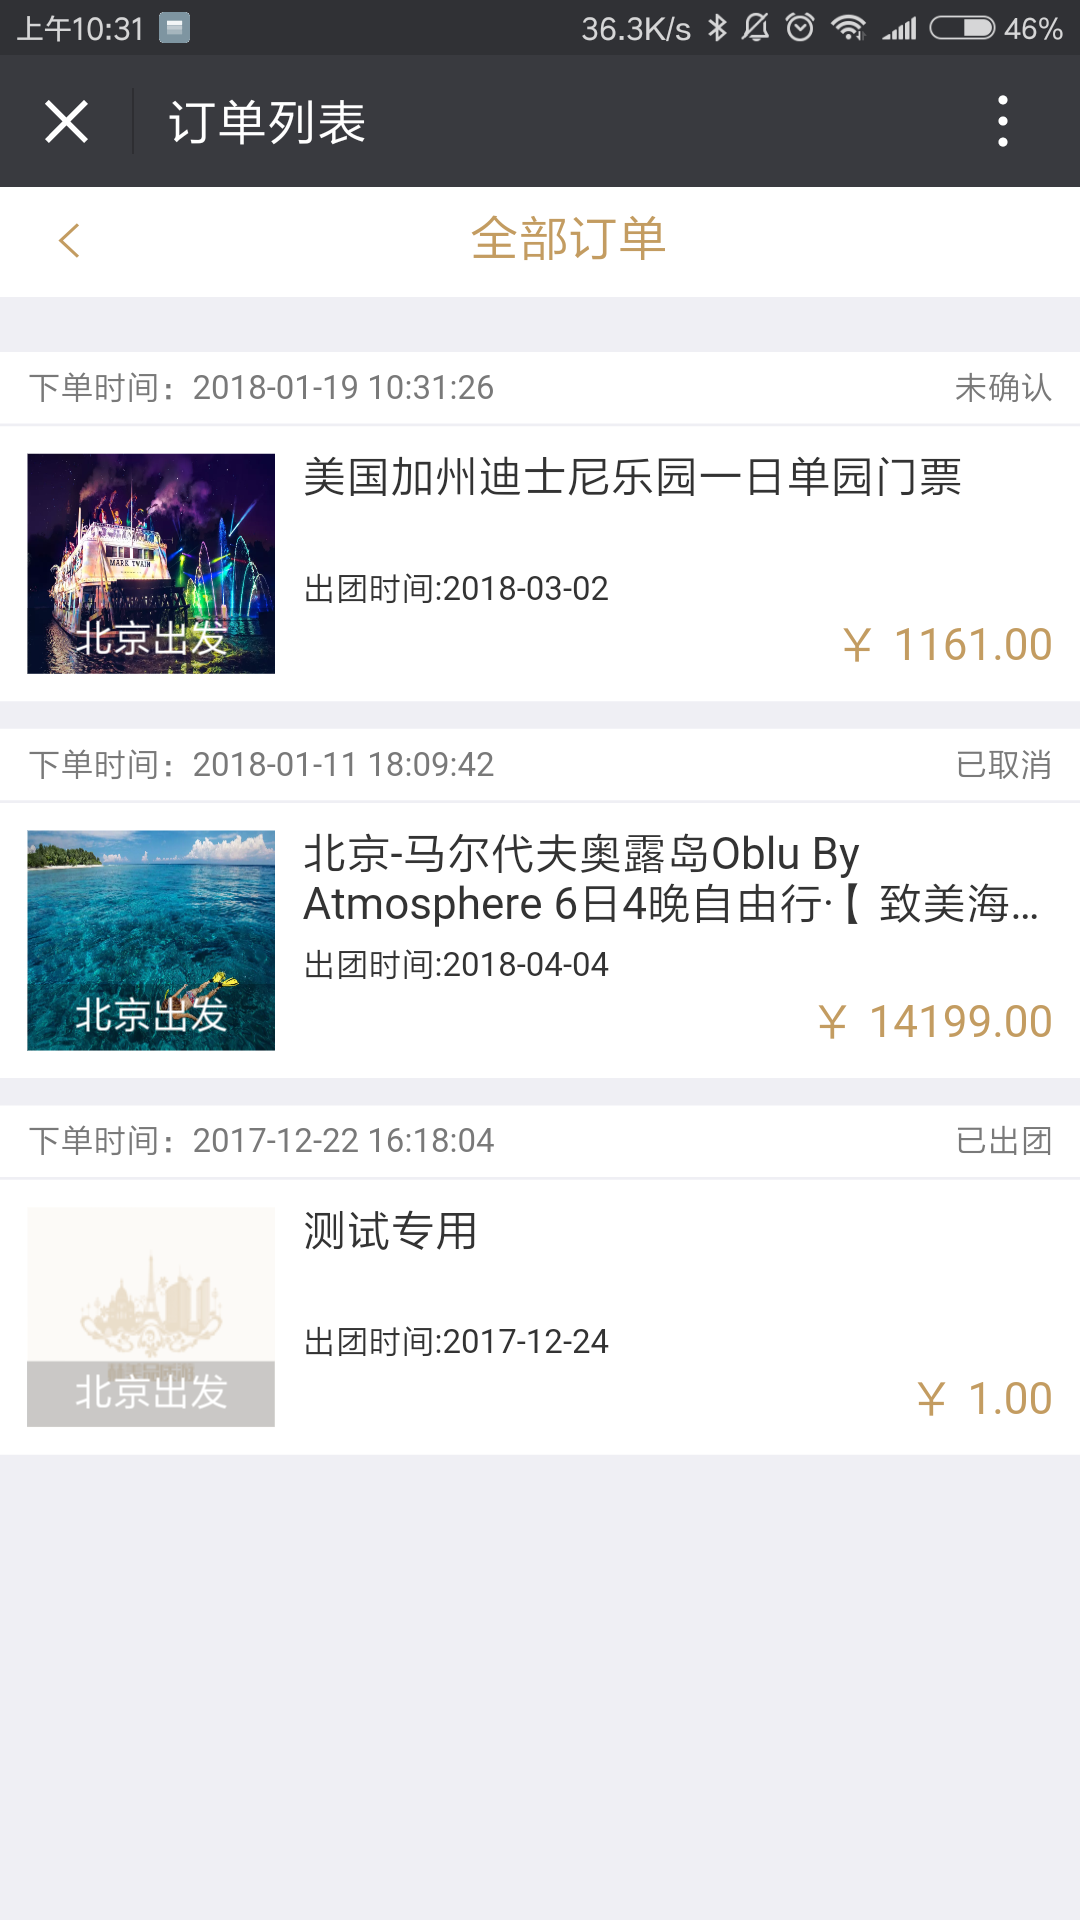 上午10:31 36.3K/s 46%
订单列表
全部订单
下单时间：2018-01-19 10:31:26 未确认
美国加州迪士尼乐园一日单园门票
MARK TWAIN
出团时间:2018-03-02
北京出发
¥ 1161.00
下单时间：2018-01-11 18:09:42 已取消
北京-马尔代夫奥露岛Oblu By
Atmosphere 6日4晚自由行·【 致美海...
出团时间:2018-04-04
北京出发
¥ 14199.00
下单时间：2017-12-22 16:18:04 已出团
测试专用
出团时间:2017-12-24
北京出发
¥ 1.00